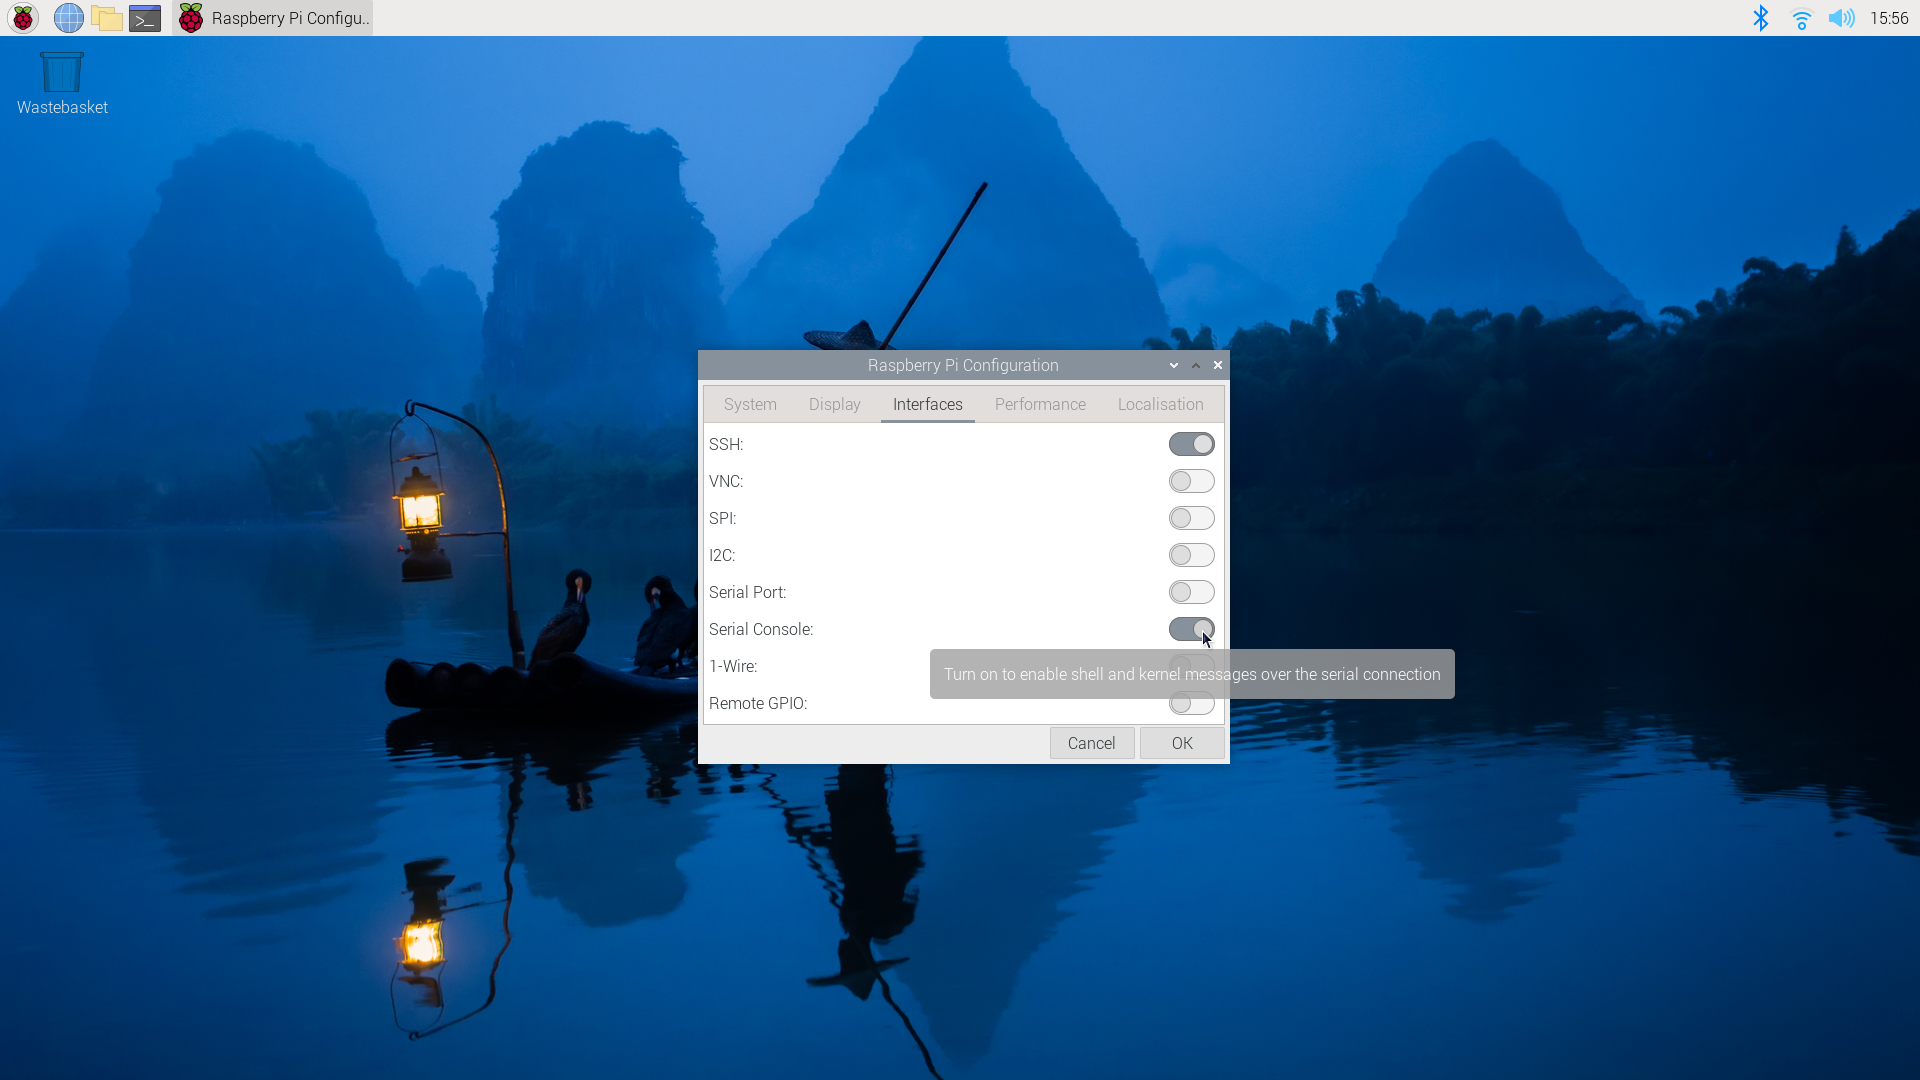 Raspberry Pi Configu..
15:56
Wastebasket
Raspberry Pi Configuration
System Display Interfaces Performance Localisation
SSH:
VNC:
SPI:
I2C:
Serial Port:
Serial Console:
1-Wire:
Turn on to enable shell and kernel messages over the serial connection
Remote GPIO:
Cancel OK